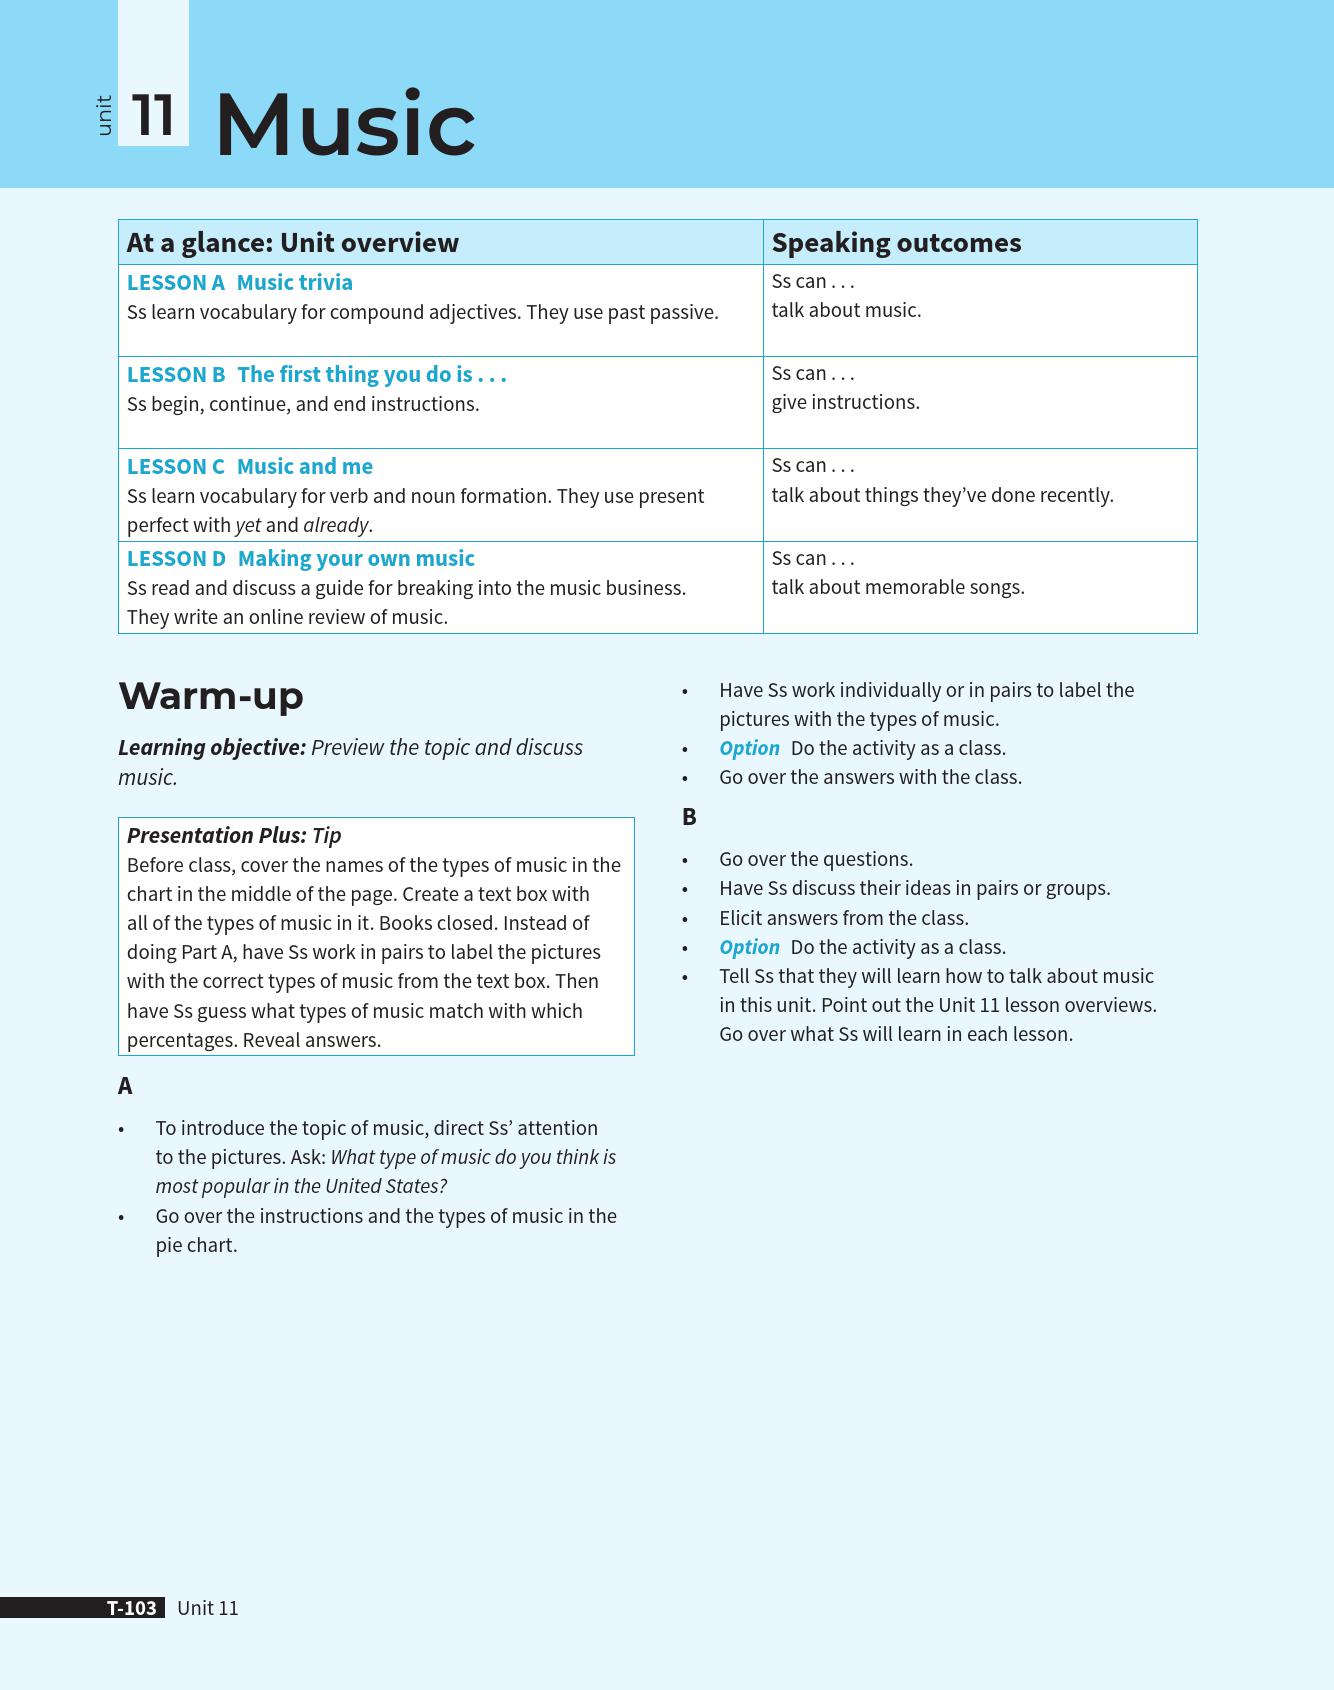 unit
11
Music
At a glance: Unit overview
Speaking outcomes
LESSON A Music trivia
Ss learn vocabulary for compound adjectives. They use past passive.
Ss can . . .
talk about music.
LESSON B The first thing you do is . . .
Ss begin, continue, and end instructions.
Ss can . . .
give instructions.
LESSON C Music and me
Ss learn vocabulary for verb and noun formation. They use present
perfect with yet and already.
Ss can . . .
talk about things they’ve done recently.
LESSON D Making your own music
Ss read and discuss a guide for breaking into the music business.
They write an online review of music.
Ss can . . .
talk about memorable songs.
Warm-up
Learning objective: Preview the topic and discuss
music.
Presentation Plus: Tip
Before class, cover the names of the types of music in the
chart in the middle of the page. Create a text box with
all of the types of music in it. Books closed. Instead of
doing Part A, have Ss work in pairs to label the pictures
with the correct types of music from the text box. Then
have Ss guess what types of music match with which
percentages. Reveal answers.
A
• To introduce the topic of music, direct Ss’ attention
to the pictures. Ask: What type of music do you think is
most popular in the United States?
• Go over the instructions and the types of music in the
pie chart.
• Have Ss work individually or in pairs to label the
pictures with the types of music.
• Option Do the activity as a class.
• Go over the answers with the class.
B
• Go over the questions.
• Have Ss discuss their ideas in pairs or groups.
• Elicit answers from the class.
• Option Do the activity as a class.
• Tell Ss that they will learn how to talk about music
in this unit. Point out the Unit 11 lesson overviews.
Go over what Ss will learn in each lesson.
T-103 Unit 11